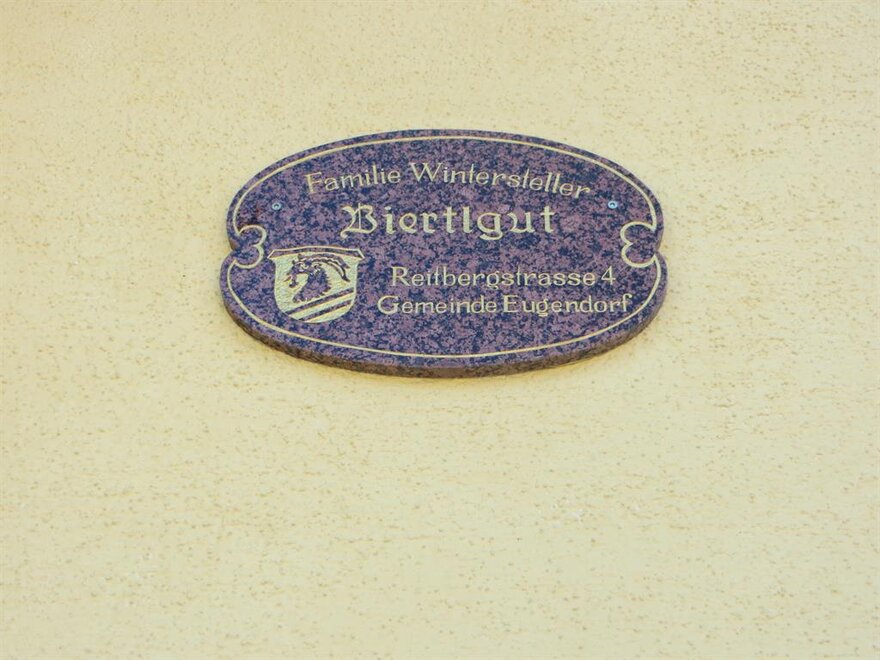 Familie Wintersteller
Biertlgut
Reitbergstrasse 4
Gemeinde Eugendorf